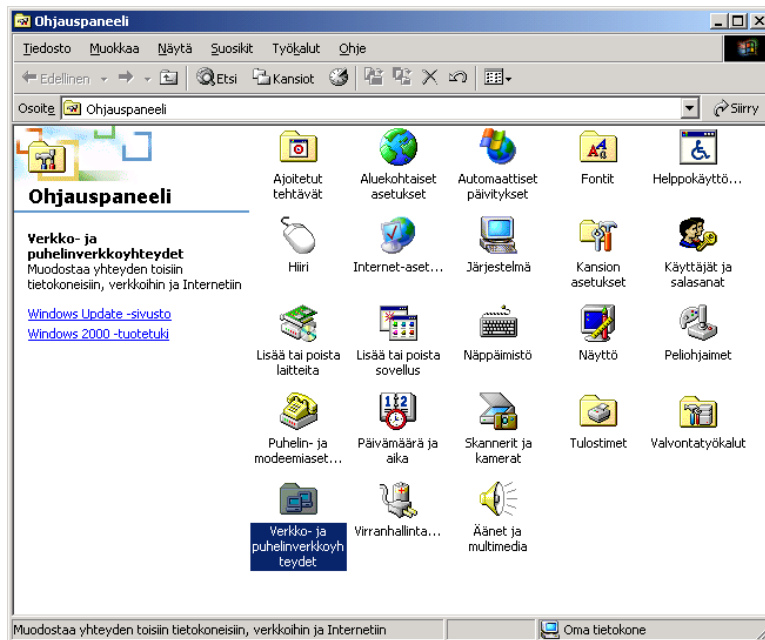 Ohjauspaneeli
Tiedosto Muokkaa Näytä Suosikit Työkalut Ohje
Edellinen Etsi Kansiot
Osoite Ohjauspaneeli Siirry
Ohjauspaneeli
Verkko- ja
puhelinverkkoyhteydet
Muodostaa yhteyden toisiin
tietokoneisiin, verkkoihin ja Internetiin
Windows Update -sivusto
Windows 2000 -tuotetuki
Ajoitetut
tehtävät
Aluekohtaiset
asetukset
Automaattiset
päivitykset
Fontit
Helppokäyttö...
Hiiri
Internet-aset...
Järjestelmä
Kansion
asetukset
Käyttäjät ja
salasanat
Lisää tai poista
laitteita
Lisää tai poista
sovellus
Näppäimistö
Näyttö
Peliohjaimet
Puhelin- ja
modeemiaset...
Päivämäärä ja
aika
Skannerit ja
kamerat
Tulostimet
Valvontatyökalut
Verkko- ja
puhelinverkkoyh
teydet
Virranhallinta...
Äänet ja
multimedia
Muodostaa yhteyden toisiin tietokoneisiin, verkkoihin ja Internetiin
Oma tietokone